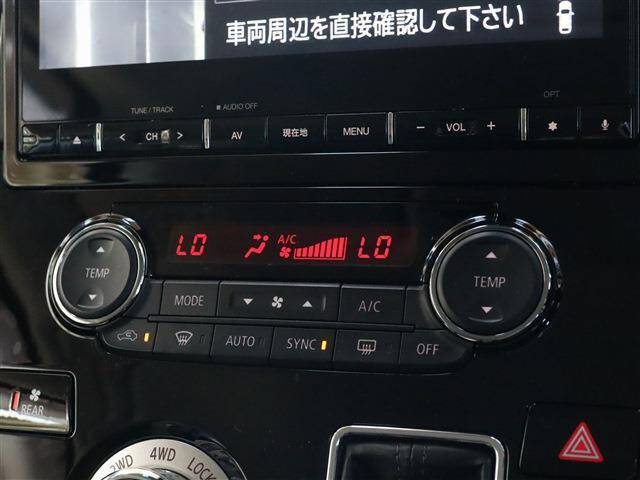 車両周辺を直接確認して下さい
TUNE/TRACK
AUDIO OFF
OPT
< CH >
AV
現在地
MENU
− VOL +
LO A/C LO
TEMP
MODE
A/C
TEMP
AUTO
SYNC
OFF
REAR
2WD 4WD LOCK